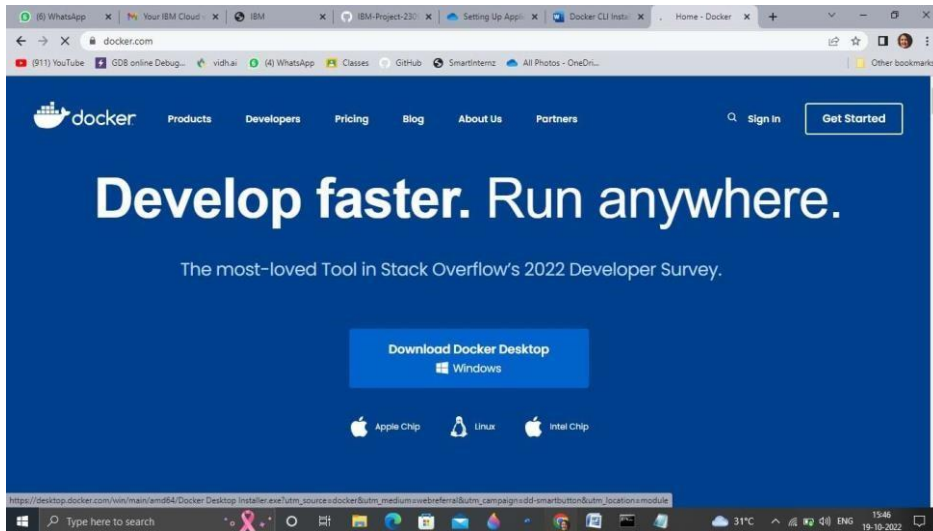 (6) WhatsApp
Your IBM Cloud
IBM
IBM-Project-230
Setting Up Appli
Docker CLI Insta
Home - Docker
docker.com
(911) YouTube
GDB online Debug...
vidh.ai
(4) WhatsApp
Classes
GitHub
Smartinternz
All Photos - OneDri...
Other bookmarks
docker
Products
Developers
Pricing
Blog
About Us
Partners
Sign In
Get Started
Develop faster. Run anywhere.
The most-loved Tool in Stack Overflow's 2022 Developer Survey.
Download Docker Desktop
Windows
Apple Chip
Linux
Intel Chip
https://desktop.docker.com/win/main/amd64/Docker Desktop Installer.exe?utm_source=docker&utm_medium=webreferral&utm_campaign=dd-smartbutton&utm_location=module
Type here to search
31°C
ENG
15:46
19-10-2022